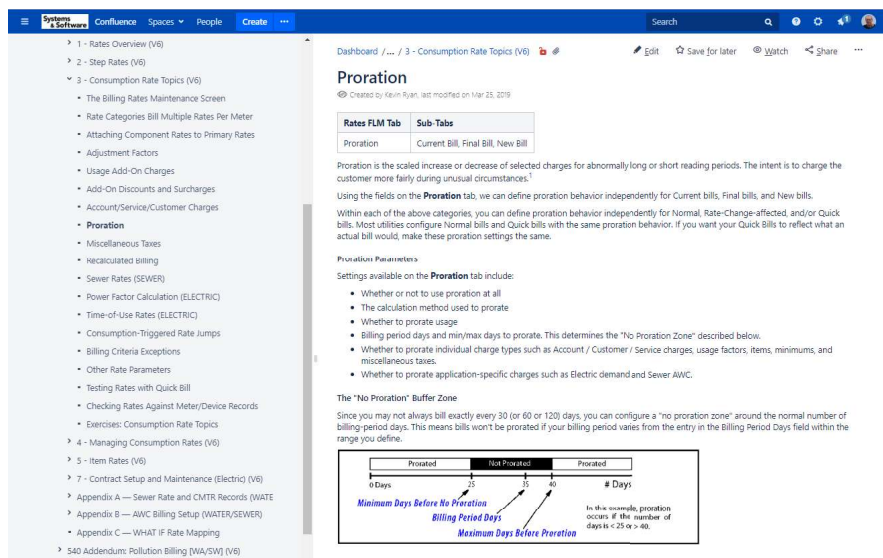 Systems & Software Confluence Spaces People Create ··· Search 1
1 - Rates Overview (V6)
2 - Step Rates (V6)
3 - Consumption Rate Topics (V6)
The Billing Rates Maintenance Screen
Rate Categories Bill Multiple Rates Per Meter
Attaching Component Rates to Primary Rates
Adjustment Factors
Usage Add-On Charges
Add-On Discounts and Surcharges
Account/Service/Customer Charges
Proration
Miscellaneous Taxes
Recalculated Billing
Sewer Rates (SEWER)
Power Factor Calculation (ELECTRIC)
Time-of-Use Rates (ELECTRIC)
Consumption-Triggered Rate Jumps
Billing Criteria Exceptions
Other Rate Parameters
Testing Rates with Quick Bill
Checking Rates Against Meter/Device Records
Exercises: Consumption Rate Topics
4 - Managing Consumption Rates (V6)
5 - Item Rates (V6)
7 - Contract Setup and Maintenance (Electric) (V6)
Appendix A — Sewer Rate and CMTR Records (WATE
Appendix B — AWC Billing Setup (WATER/SEWER)
Appendix C — WHAT IF Rate Mapping
540 Addendum: Pollution Billing [WA/SW] (V6)
Dashboard /... / 3 - Consumption Rate Topics (V6) Edit Save for later Watch Share ···
Proration
Created by Kevin Ryan, last modified on Mar 25, 2019
Rates FLM Tab Sub-Tabs
Proration Current Bill, Final Bill, New Bill
Proration is the scaled increase or decrease of selected charges for abnormally long or short reading periods. The intent is to charge the
customer more fairly during unusual circumstances.1
Using the fields on the Proration tab, we can define proration behavior independently for Current bills, Final bills, and New bills.
Within each of the above categories, you can define proration behavior independently for Normal, Rate-Change-affected, and/or Quick
bills. Most utilities configure Normal bills and Quick bills with the same proration behavior. If you want your Quick Bills to reflect what an
actual bill would, make these proration settings the same.
Proration Parameters
Settings available on the Proration tab include:
Whether or not to use proration at all
The calculation method used to prorate
Whether to prorate usage
Billing period days and min/max days to prorate. This determines the "No Proration Zone" described below.
Whether to prorate individual charge types such as Account / Customer / Service charges, usage factors, items, minimums, and
miscellaneous taxes.
Whether to prorate application-specific charges such as Electric demand and Sewer AWC.
The "No Proration" Buffer Zone
Since you may not always bill exactly every 30 (or 60 or 120) days, you can configure a "no proration zone" around the normal number of
billing-period days. This means bills won't be prorated if your billing period varies from the entry in the Billing Period Days field within the
range you define.
Prorated Not Prorated Prorated
0 Days 25 35 40 # Days
Minimum Days Before No Proration
Billing Period Days
Maximum Days Before Proration
In this example, proration
occurs if the number of
days is < 25 or > 40.